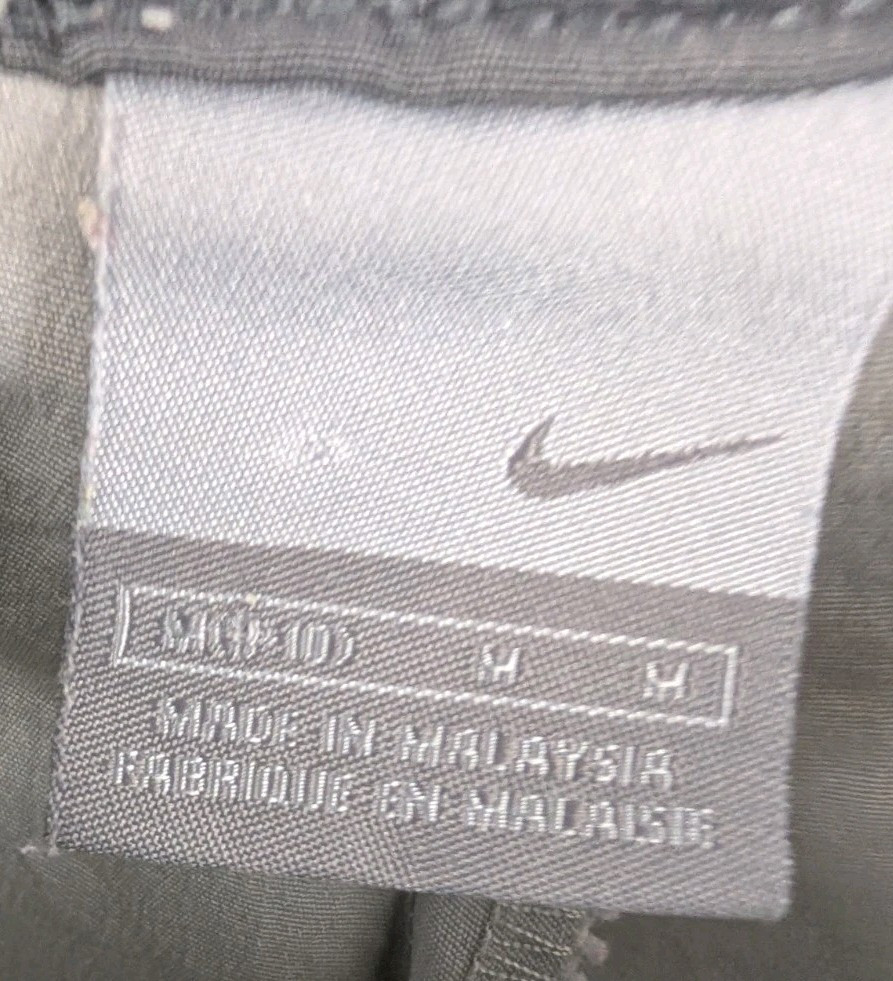 M(8-10) M M
MADE IN MALAYSIA
FABRIQUE EN MALAISIE